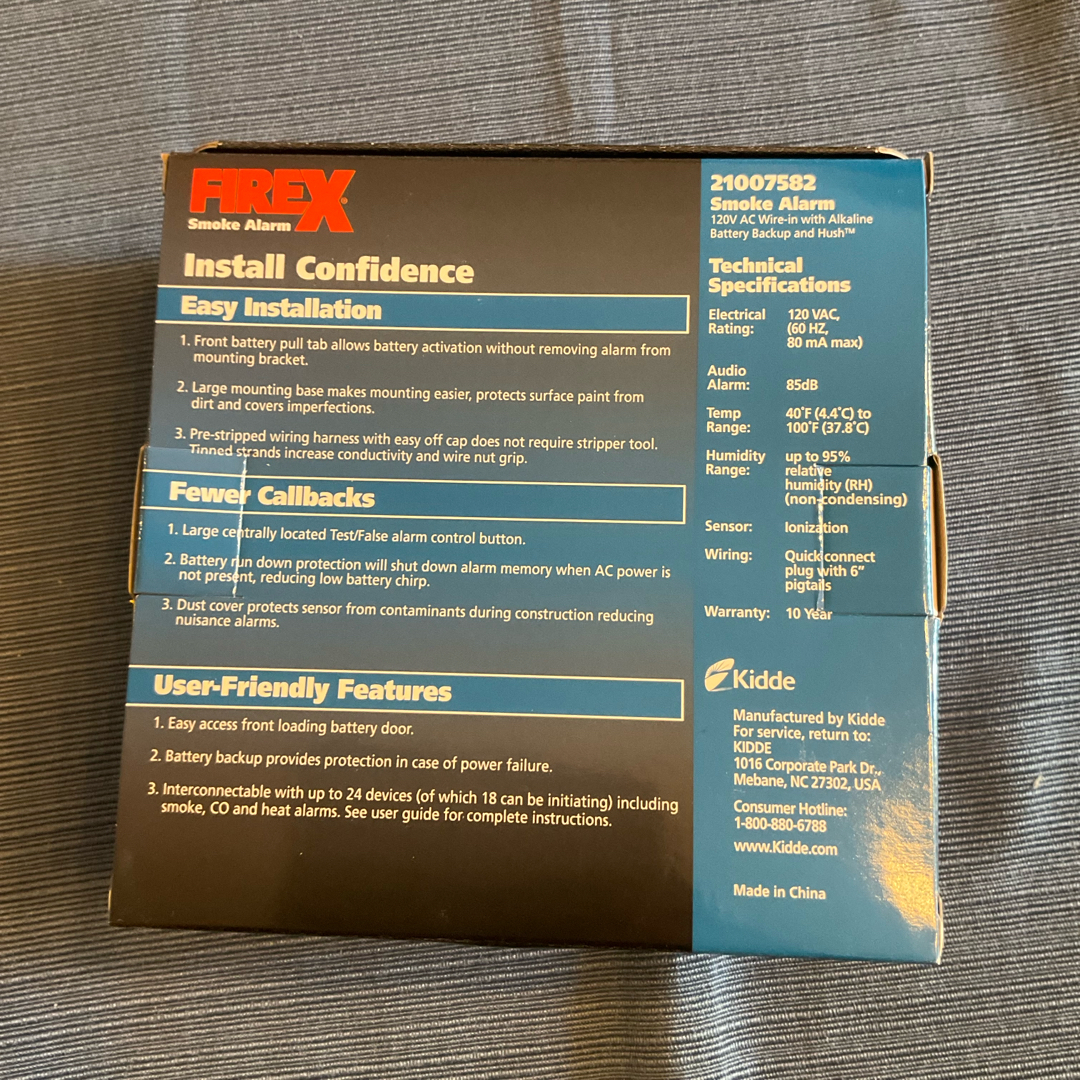 FIREX®
Smoke Alarm
Install Confidence
Easy Installation
1. Front battery pull tab allows battery activation without removing alarm from
mounting bracket.
2. Large mounting base makes mounting easier, protects surface paint from
dirt and covers imperfections.
3. Pre-stripped wiring harness with easy off cap does not require stripper tool.
Tinned strands increase conductivity and wire nut grip.
Fewer Callbacks
1. Large centrally located Test/False alarm control button.
2. Battery run down protection will shut down alarm memory when AC power is
not present, reducing low battery chirp.
3. Dust cover protects sensor from contaminants during construction reducing
nuisance alarms.
User-Friendly Features
1. Easy access front loading battery door.
2. Battery backup provides protection in case of power failure.
3. Interconnectable with up to 24 devices (of which 18 can be initiating) including
smoke, CO and heat alarms. See user guide for complete instructions.
21007582
Smoke Alarm
120V AC Wire-in with Alkaline
Battery Backup and Hush™
Technical
Specifications
Electrical 120 VAC,
Rating: (60 HZ,
80 mA max)
Audio
Alarm: 85dB
Temp 40˚F (4.4˚C) to
Range: 100˚F (37.8˚C)
Humidity up to 95%
Range: relative
humidity (RH)
(non-condensing)
Sensor: Ionization
Wiring: Quick connect
plug with 6”
pigtails
Warranty: 10 Year
Kidde
Manufactured by Kidde
For service, return to:
KIDDE
1016 Corporate Park Dr.,
Mebane, NC 27302, USA
Consumer Hotline:
1-800-880-6788
www.Kidde.com
Made in China